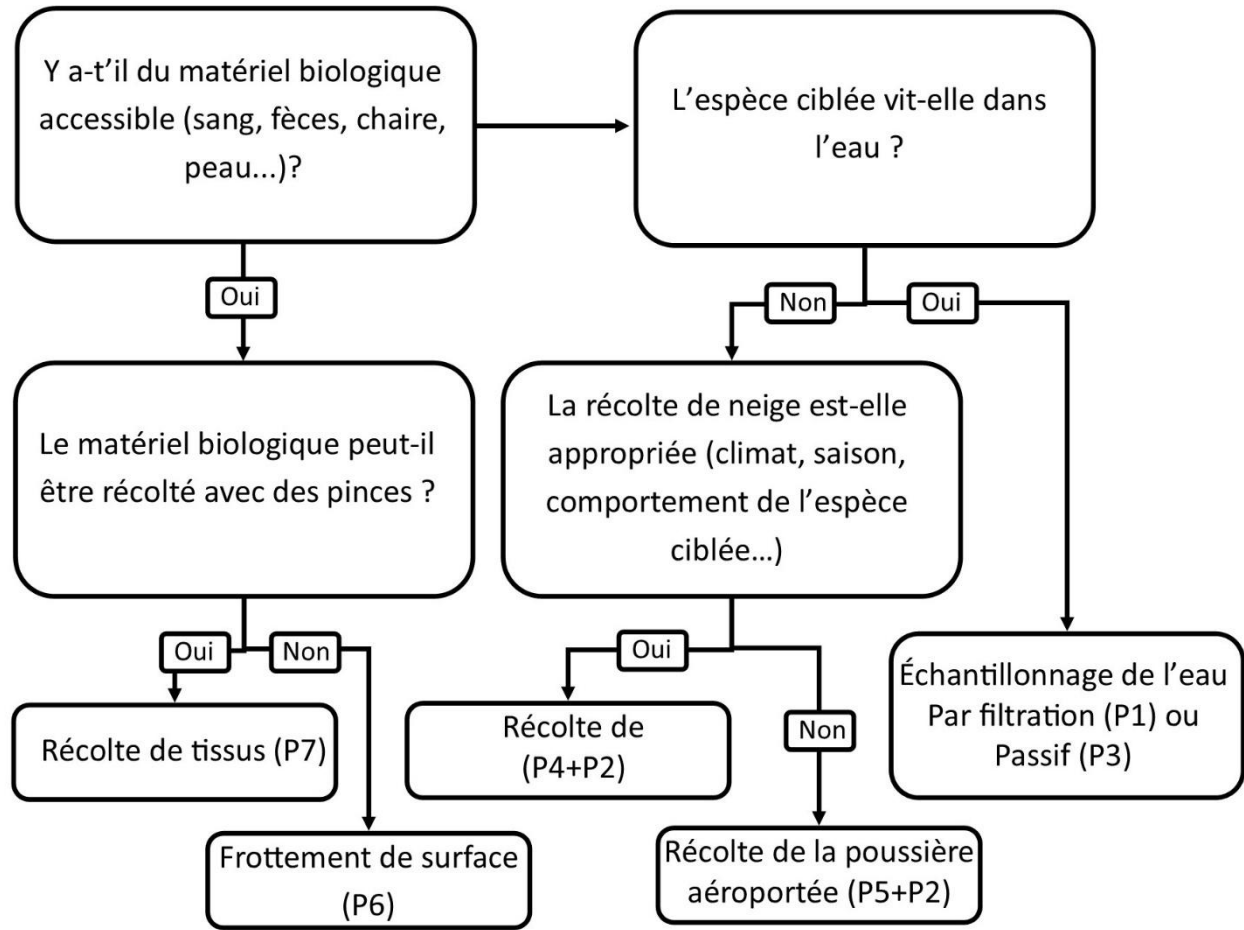 Y a-t’il du matériel biologique
accessible (sang, fèces, chaire,
peau...)?
L’espèce ciblée vit-elle dans
l’eau ?
Oui
Non
Oui
Le matériel biologique peut-il
être récolté avec des pinces ?
La récolte de neige est-elle
appropriée (climat, saison,
comportement de l’espèce
ciblée...)
Oui
Non
Oui
Non
Récolte de tissus (P7)
Récolte de
(P4+P2)
Échantillonnage de l’eau
Par filtration (P1) ou
Passif (P3)
Frottement de surface
(P6)
Récolte de la poussière
aéroportée (P5+P2)